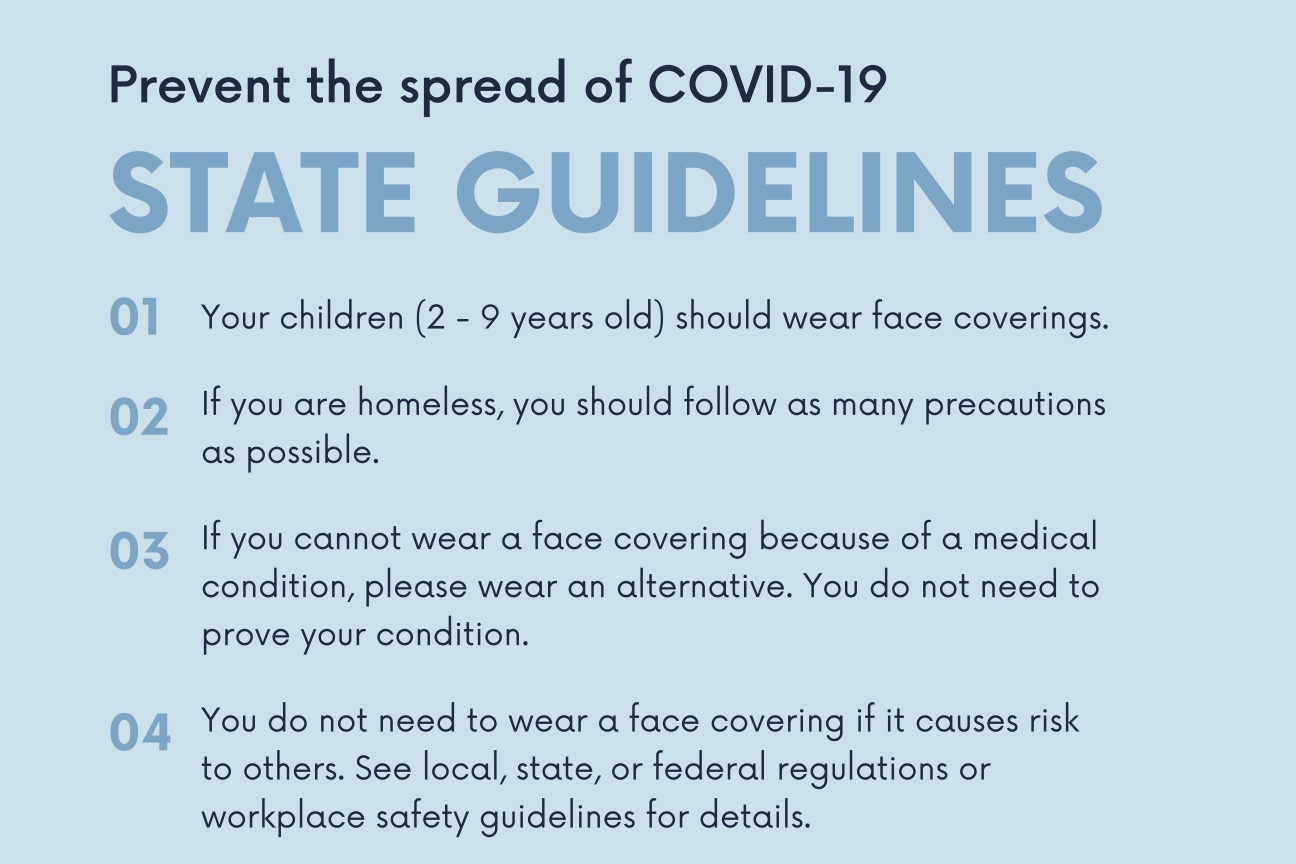 Prevent the spread of COVID-19
STATE GUIDELINES
01 Your children (2 - 9 years old) should wear face coverings.
02 If you are homeless, you should follow as many precautions
as possible.
03 If you cannot wear a face covering because of a medical
condition, please wear an alternative. You do not need to
prove your condition.
04 You do not need to wear a face covering if it causes risk
to others. See local, state, or federal regulations or
workplace safety guidelines for details.